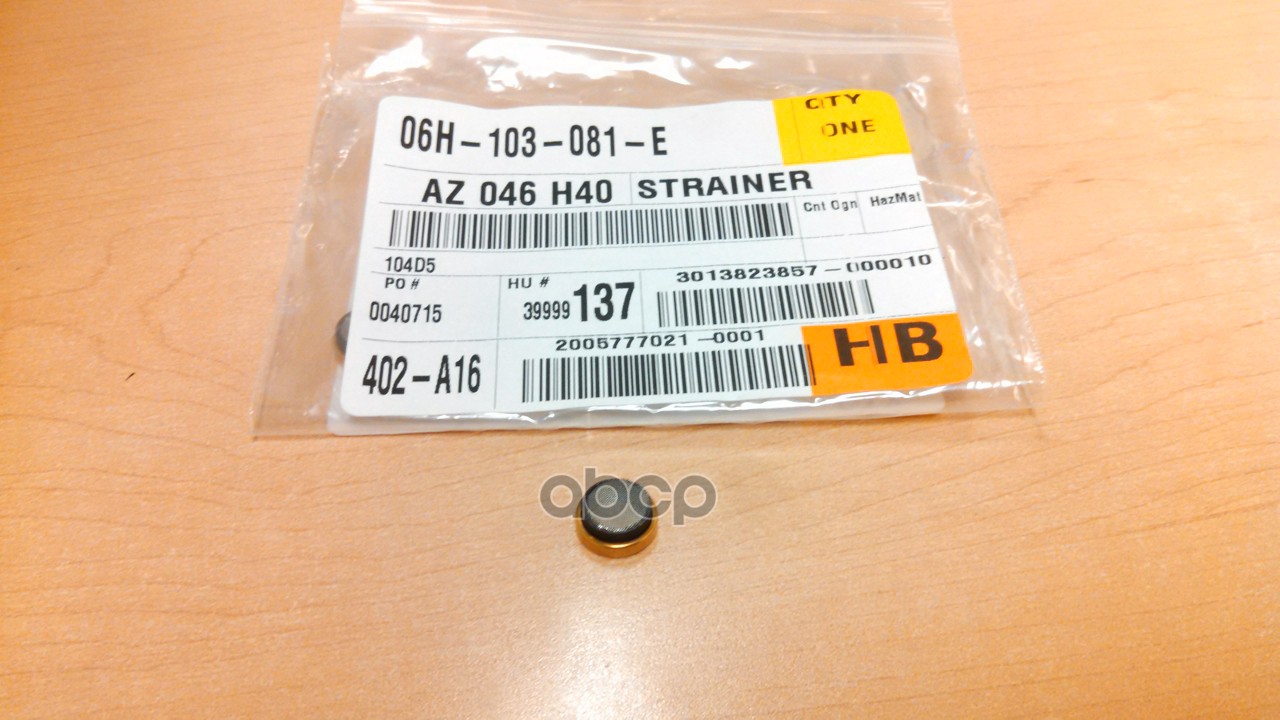 06H-103-081-E
QTY
ONE
AZ 046 H40 STRAINER
Cnt Ogn HazMat
104D5
PO #
0040715
HU #
39999 137
3013823857-000010
402-A16
2005777021-0001
HB
abcp